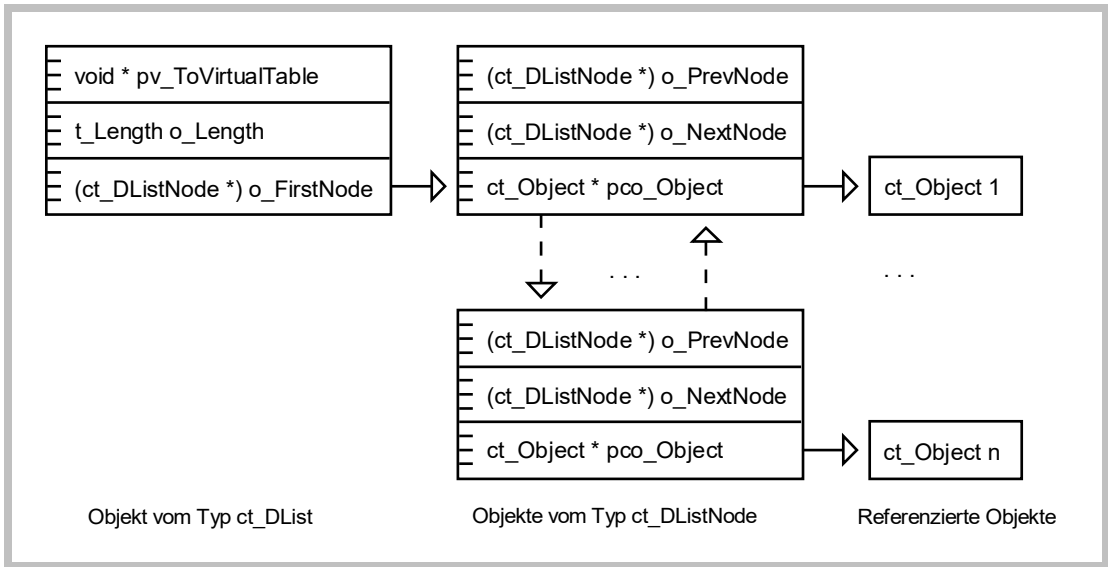 void * pv_ToVirtualTable
t_Length o_Length
(ct_DListNode *) o_FirstNode
(ct_DListNode *) o_PrevNode
(ct_DListNode *) o_NextNode
ct_Object * pco_Object
ct_Object 1
. . .
. . .
(ct_DListNode *) o_PrevNode
(ct_DListNode *) o_NextNode
ct_Object * pco_Object
ct_Object n
Objekt vom Typ ct_DList
Objekte vom Typ ct_DListNode
Referenzierte Objekte